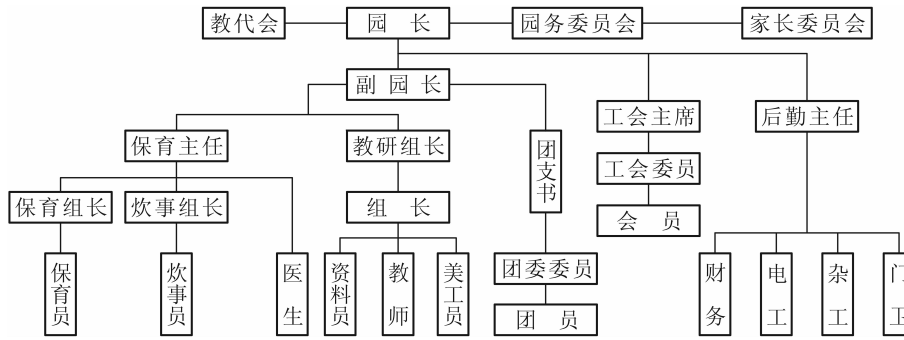 教代会
园 长
园务委员会
家长委员会
副 园 长
工会主席
后勤主任
保育主任
教研组长
团支书
工会委员
保育组长
炊事组长
组 长
会 员
保育员
炊事员
医生
资料员
教师
美工员
团委委员
团 员
财务
电工
杂工
门卫